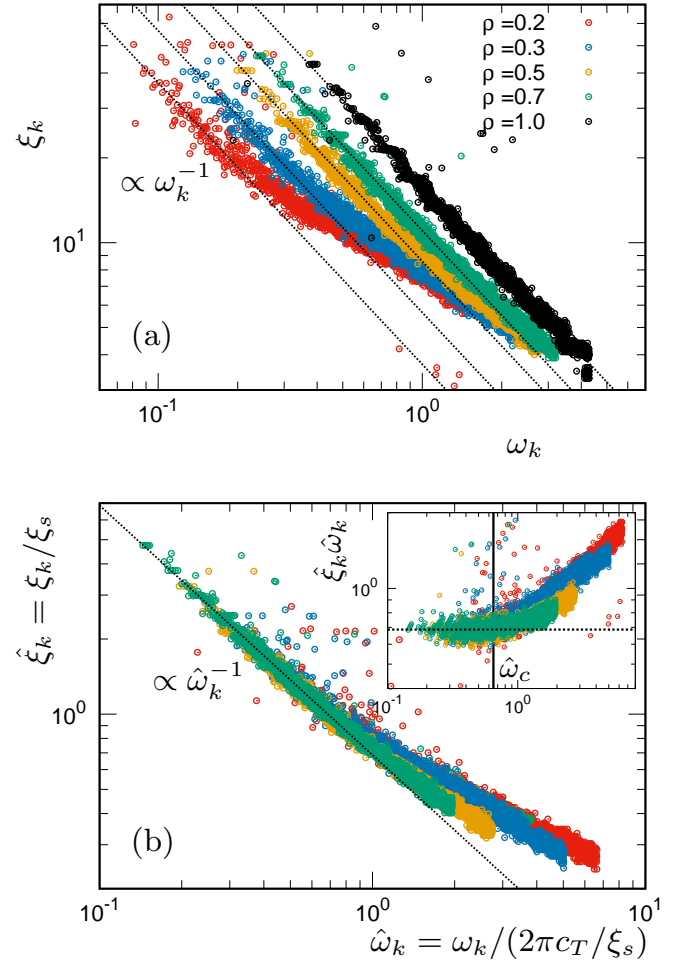 ρ =0.2
ρ =0.3
ρ =0.5
ρ =0.7
ρ =1.0
ξ_k
10^1
∝ ω_k^{-1}
(a)
10^{-1} 10^0
ω_k
ξ̂_k = ξ_k/ξ_s
ξ̂_k ω̂_k
10^0
ω̂_c
10^{-1} 10^0
∝ ω̂_k^{-1}
10^0
(b)
10^{-1} 10^0 10^1
ω̂_k = ω_k/(2πc_T/ξ_s)